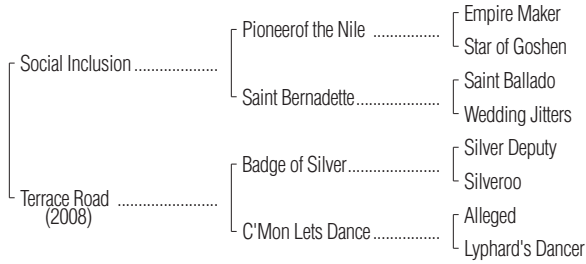 Empire Maker
Pioneerof the Nile ..................
Star of Goshen
Social Inclusion ......................
Saint Ballado
Saint Bernadette......................
Wedding Jitters
Silver Deputy
Badge of Silver........................
Silveroo
Terrace Road ..........................
(2008)
Alleged
C'Mon Lets Dance..................
Lyphard's Dancer